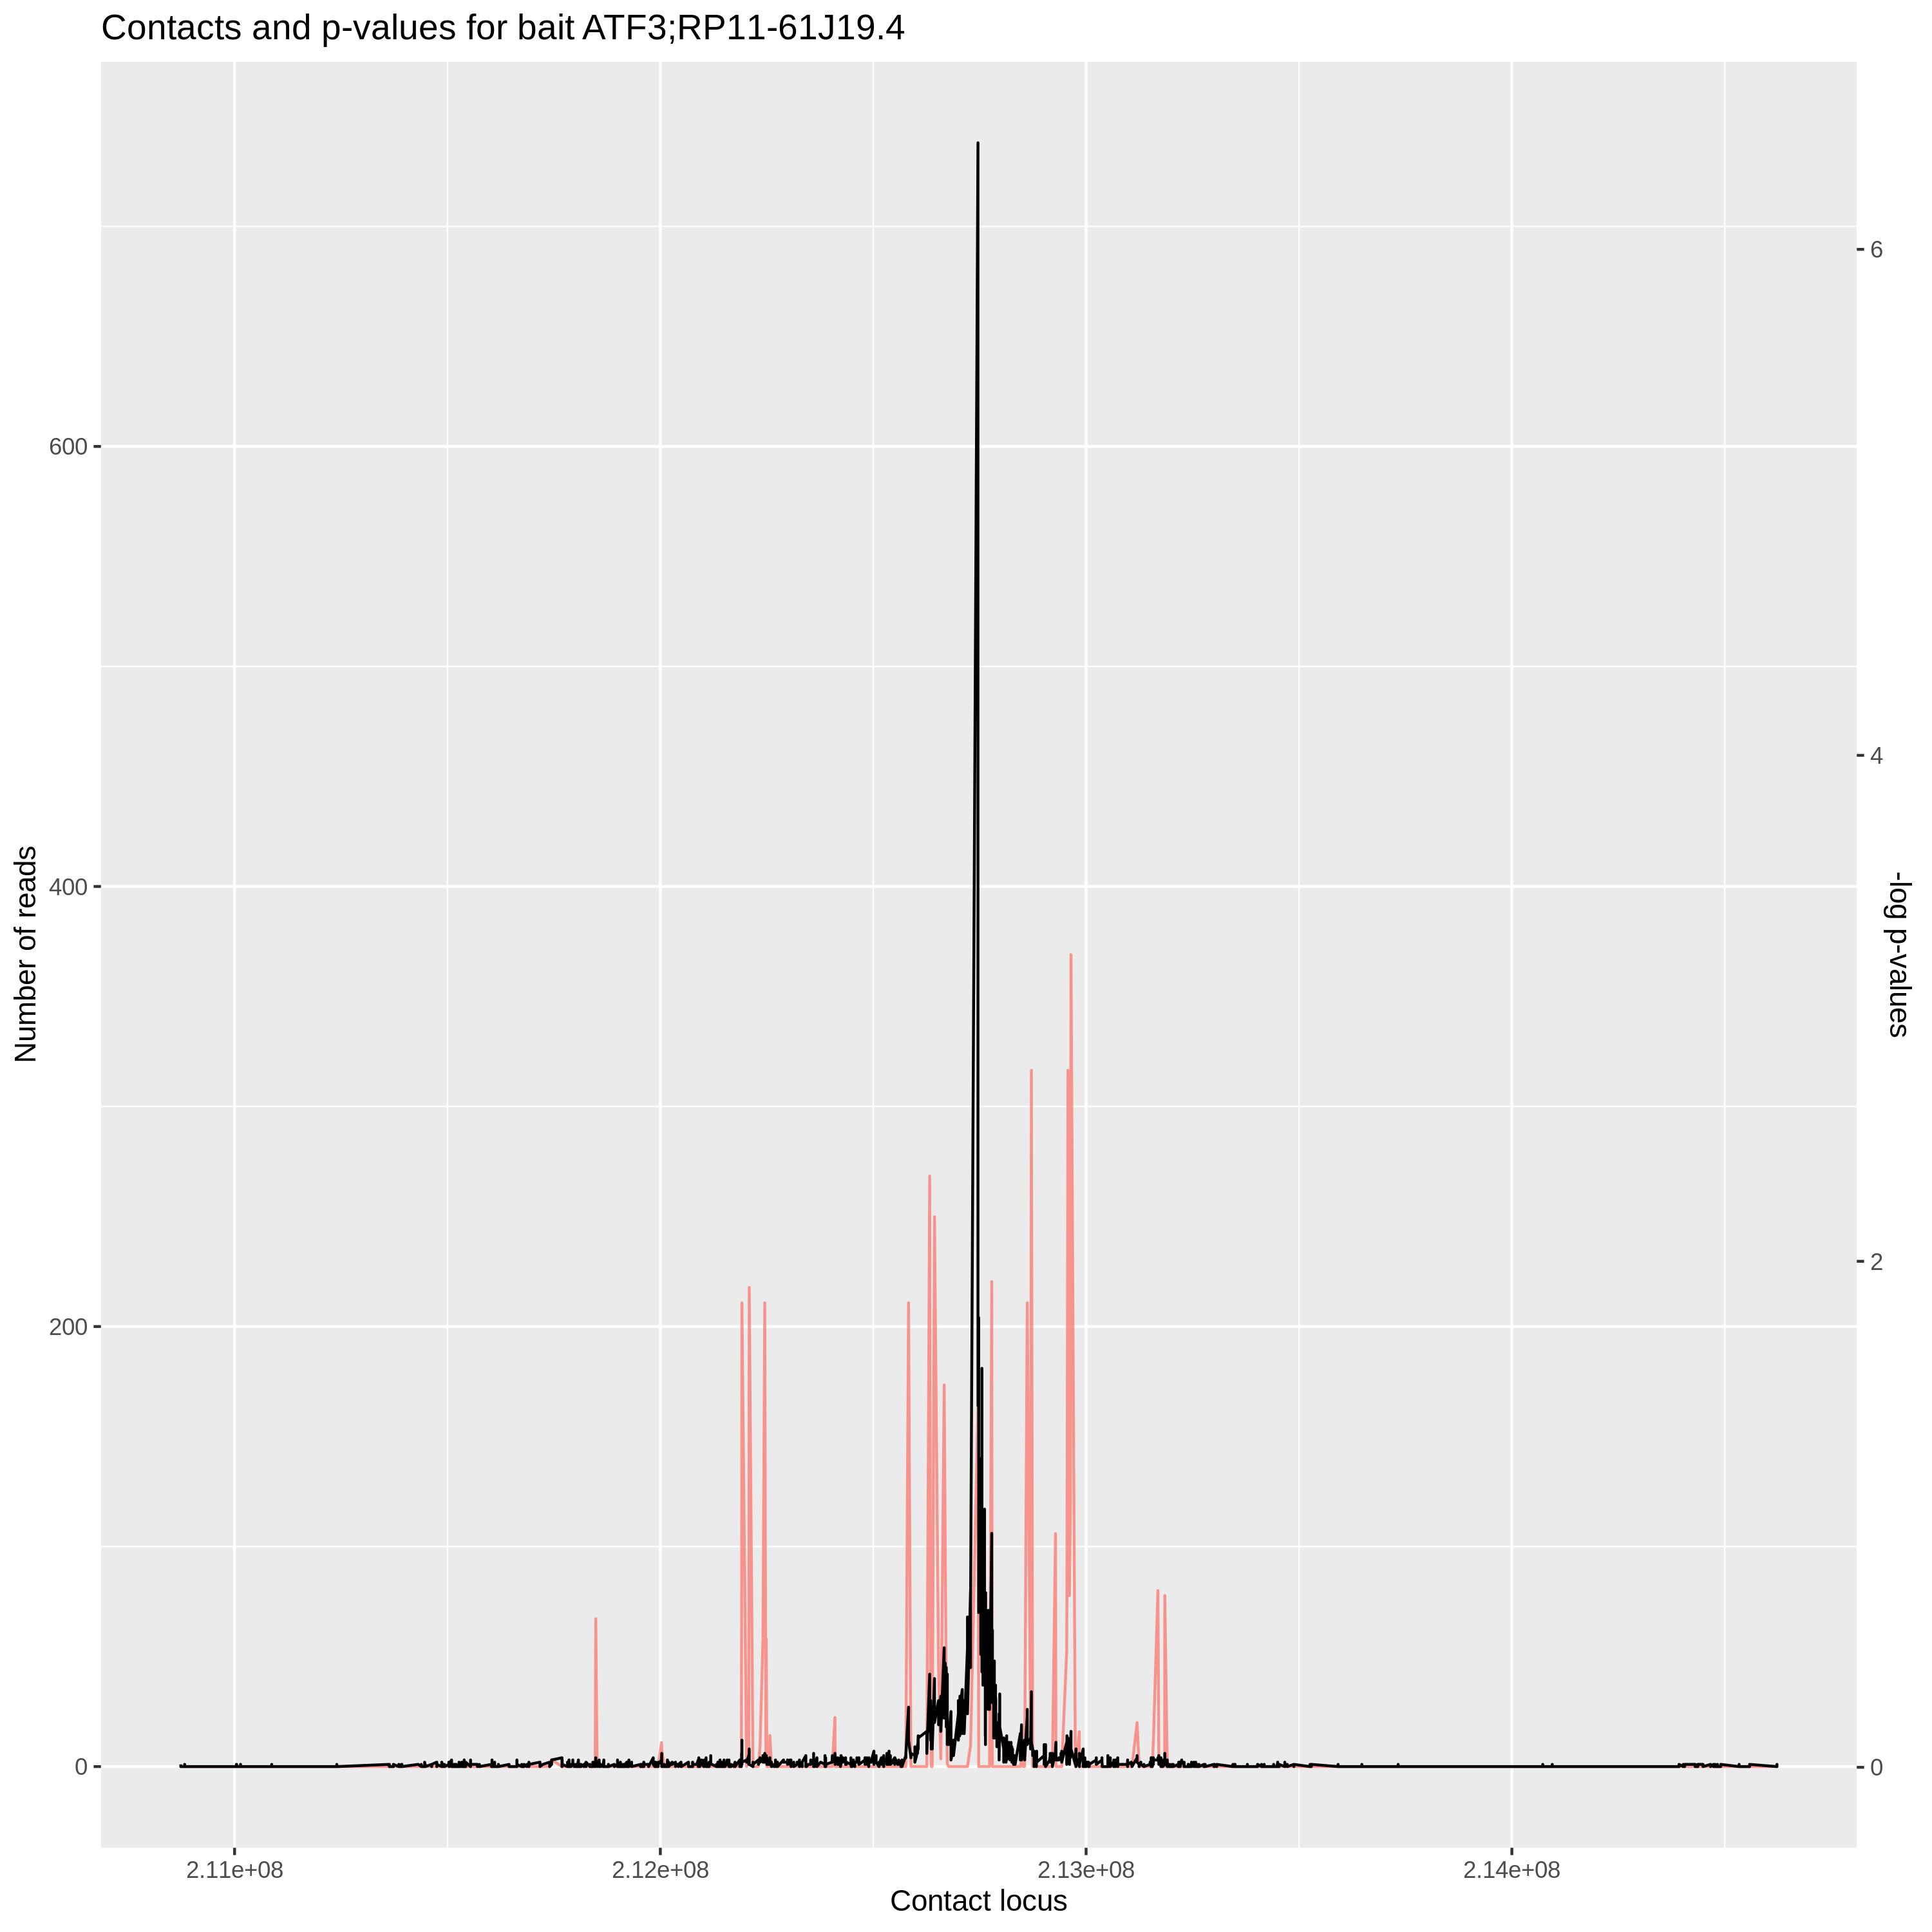 Contacts and p-values for bait ATF3;RP11-61J19.4
Number of reads
600
400
200
0
6
4
2
0
-log p-values
2.11e+08
2.12e+08
2.13e+08
2.14e+08
Contact locus